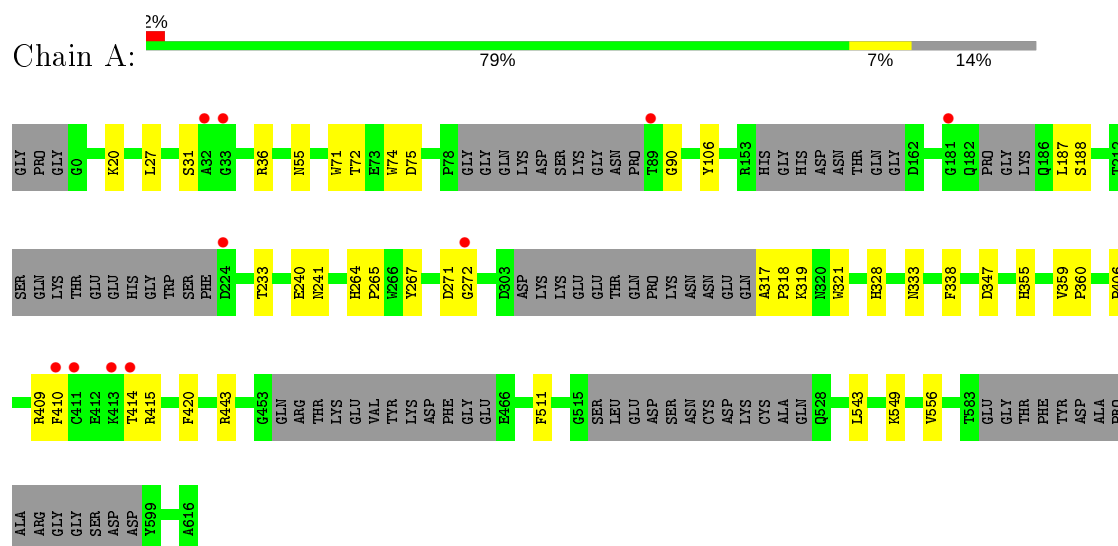 2%
Chain A:
79% 7% 14%
GLY PRO GLY G0 K20 L27 S31 A32 G33 R36 N55 W71 T72 E73 W74 D75 P78 GLY GLY GLN LYS ASP SER LYS GLY ASN PRO T89 G90 Y106 R153 HIS GLY HIS ASP ASN THR GLN GLY D162 G181 Q182 PRO GLY LYS Q186 L187 S188 T212
SER GLN LYS THR GLU GLU HIS GLY TRP SER PHE D224 T233 E240 N241 H264 P265 W266 Y267 D271 G272 D303 ASP LYS LYS GLU GLU THR GLN PRO LYS ASN ASN GLU GLN A317 P318 K319 N320 W321 H328 N333 F338 D347 H355 V359 P360
R409 F410 C411 E412 K413 T414 R415 F420 R443 G453 GLN ARG THR LYS GLU VAL TYR LYS ASP PHE GLY GLU E466 F511 G515 SER LEU GLU ASP SER ASN CYS ASP LYS CYS ALA GLN Q528 L543 K549 V556 T583 GLU GLY THR PHE TYR ASP ALA PRO
ALA ARG GLY GLY SER ASP ASP Y599 A616